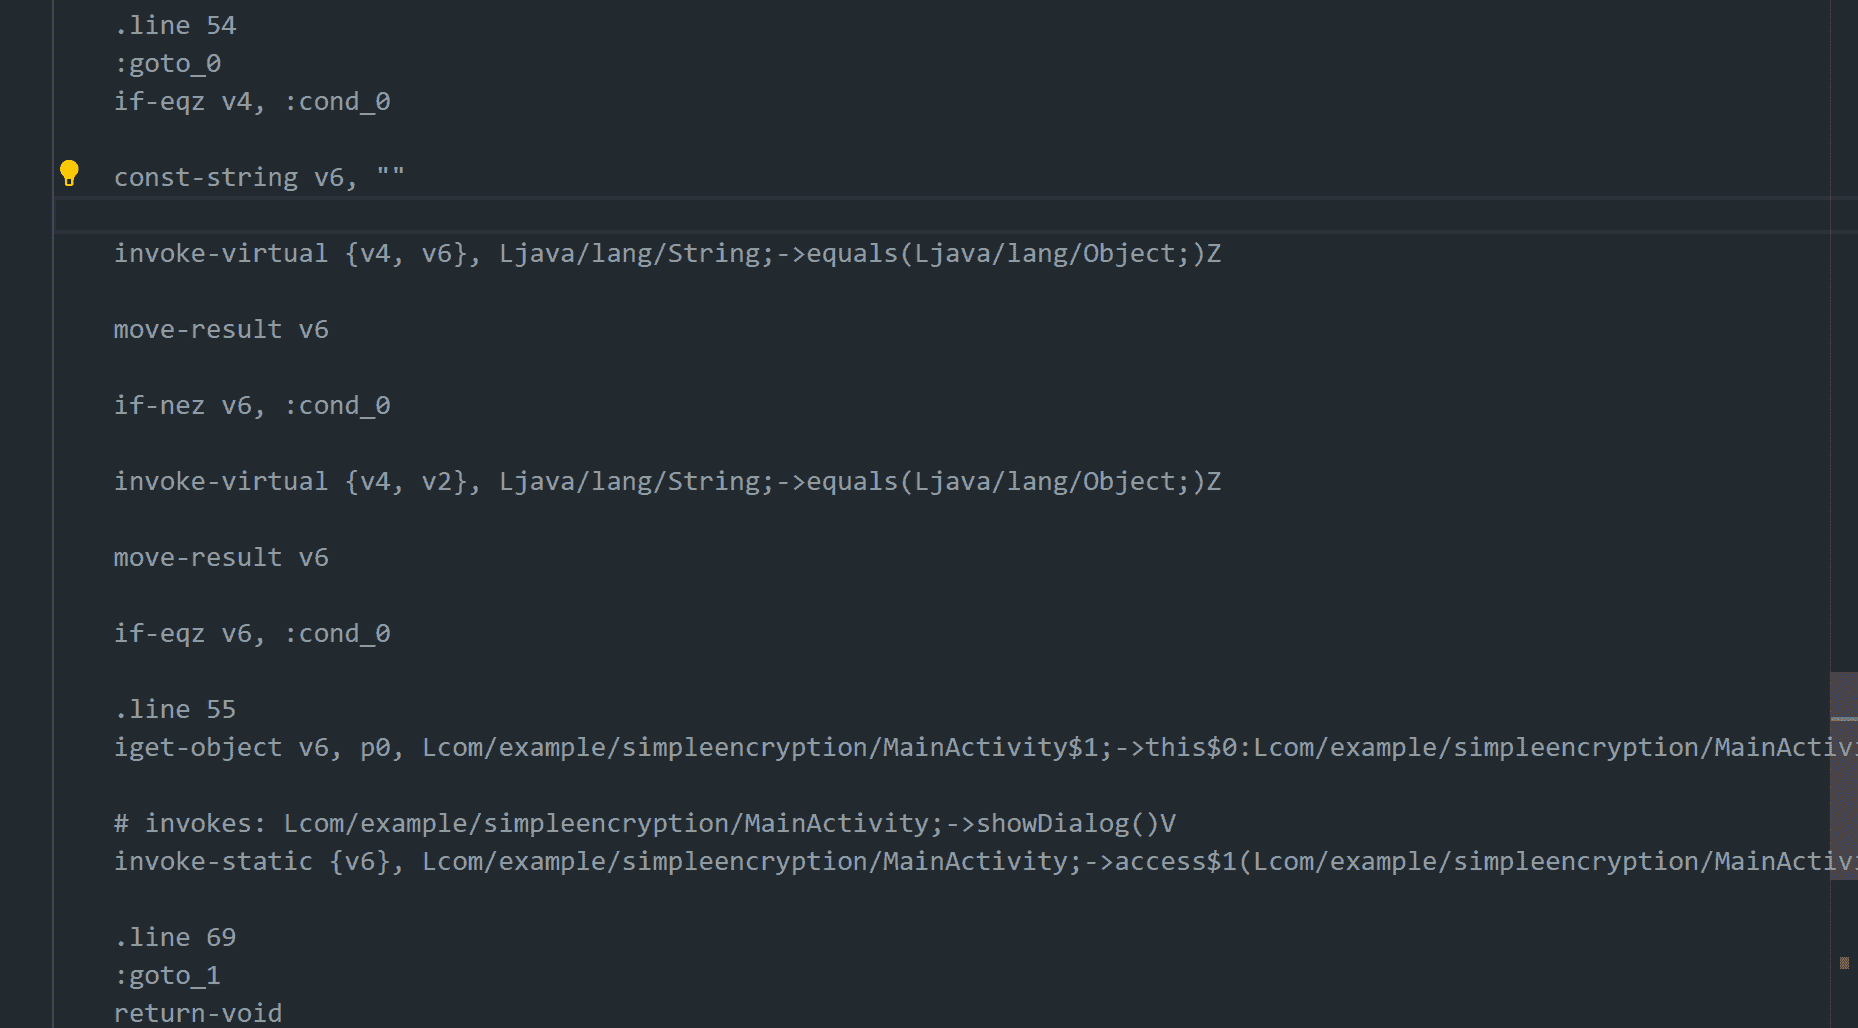 .line 54
:goto_0
if-eqz v4, :cond_0
const-string v6, ""
invoke-virtual {v4, v6}, Ljava/lang/String;->equals(Ljava/lang/Object;)Z
move-result v6
if-nez v6, :cond_0
invoke-virtual {v4, v2}, Ljava/lang/String;->equals(Ljava/lang/Object;)Z
move-result v6
if-eqz v6, :cond_0
.line 55
iget-object v6, p0, Lcom/example/simpleencryption/MainActivity$1;->this$0:Lcom/example/simpleencryption/MainActivi
# invokes: Lcom/example/simpleencryption/MainActivity;->showDialog()V
invoke-static {v6}, Lcom/example/simpleencryption/MainActivity;->access$1(Lcom/example/simpleencryption/MainActivi
.line 69
:goto_1
return-void